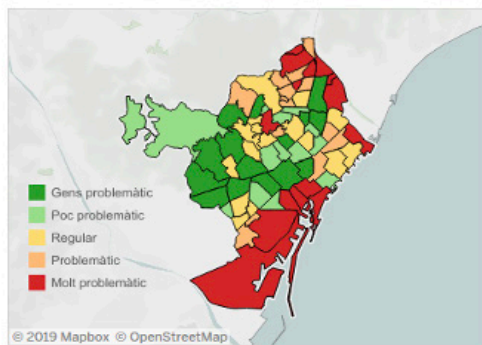 Gens problemàtic
Poc problemàtic
Regular
Problemàtic
Molt problemàtic
© 2019 Mapbox © OpenStreetMap